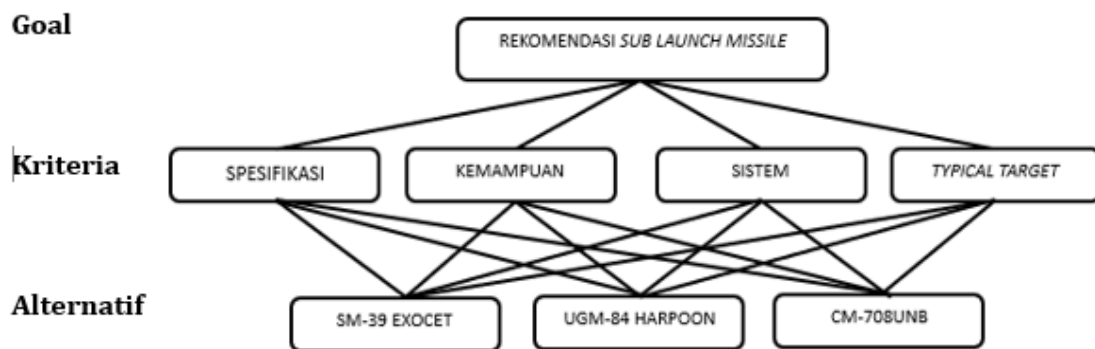 Goal
REKOMENDASI SUB LAUNCH MISSILE
Kriteria
SPESIFIKASI
KEMAMPUAN
SISTEM
TYPICAL TARGET
Alternatif
SM-39 EXOCET
UGM-84 HARPOON
CM-708UNB